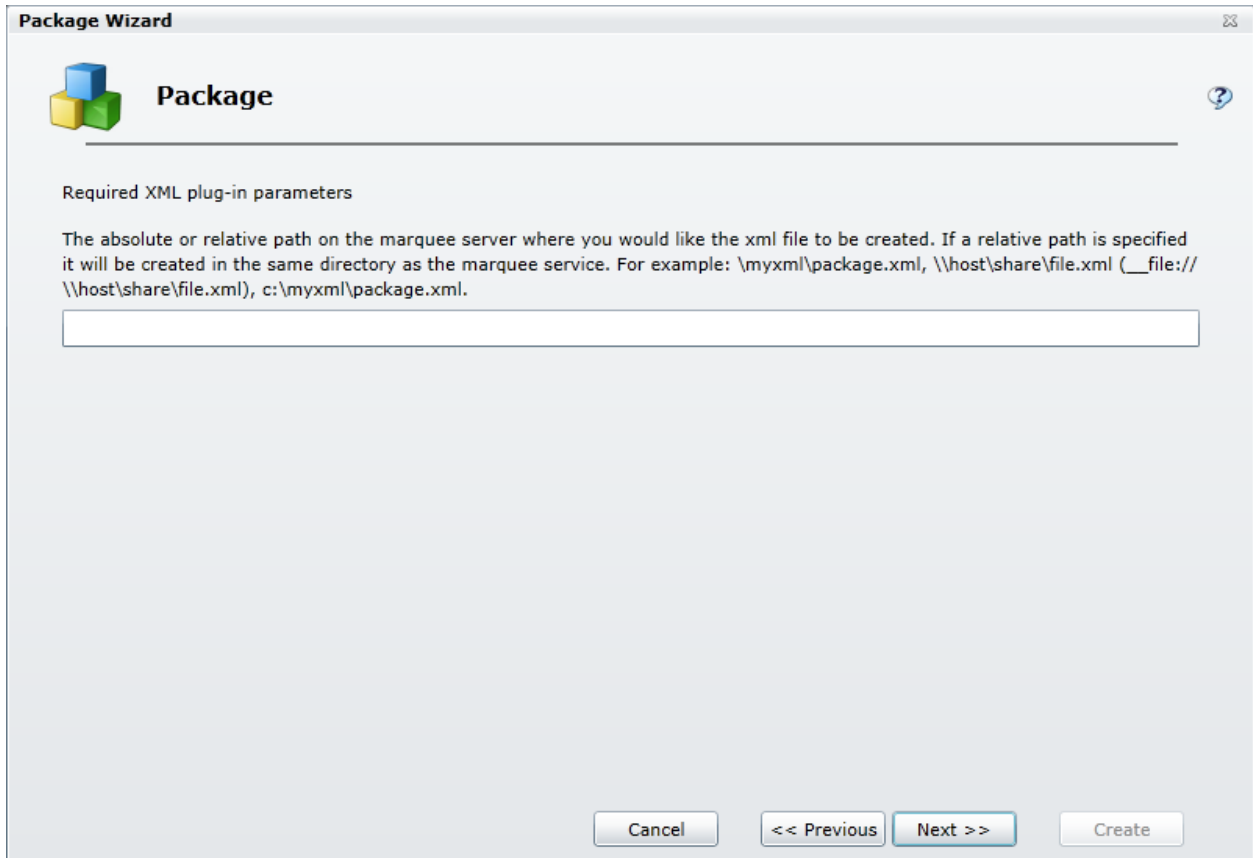 Package Wizard
Package
Required XML plug-in parameters
The absolute or relative path on the marquee server where you would like the xml file to be created. If a relative path is specified
it will be created in the same directory as the marquee service. For example: \myxml\package.xml, \\host\share\file.xml (__file://
\\host\share\file.xml), c:\myxml\package.xml.
Cancel
<< Previous
Next >>
Create